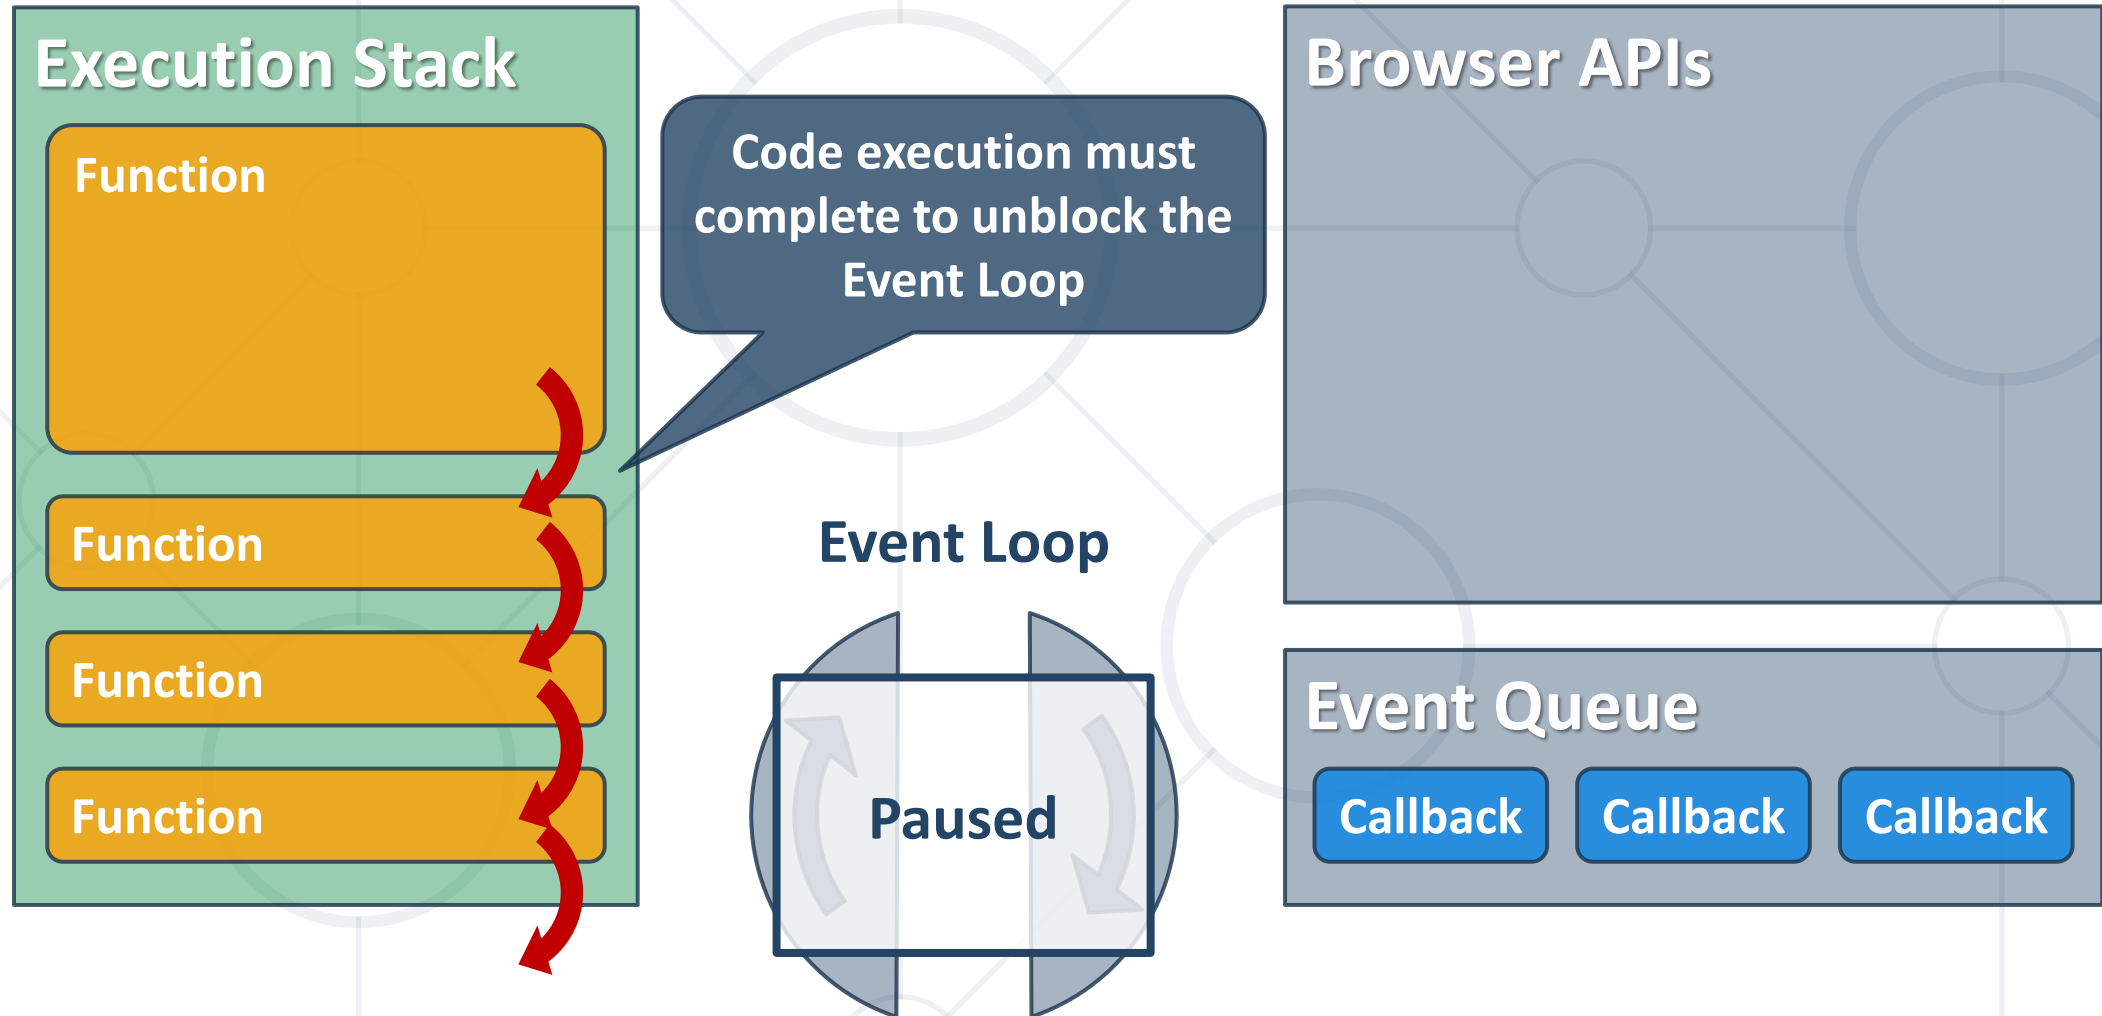 Execution Stack
Function
Function
Function
Function
Code execution must
complete to unblock the
Event Loop
Event Loop
Paused
Browser APIs
Event Queue
Callback Callback Callback